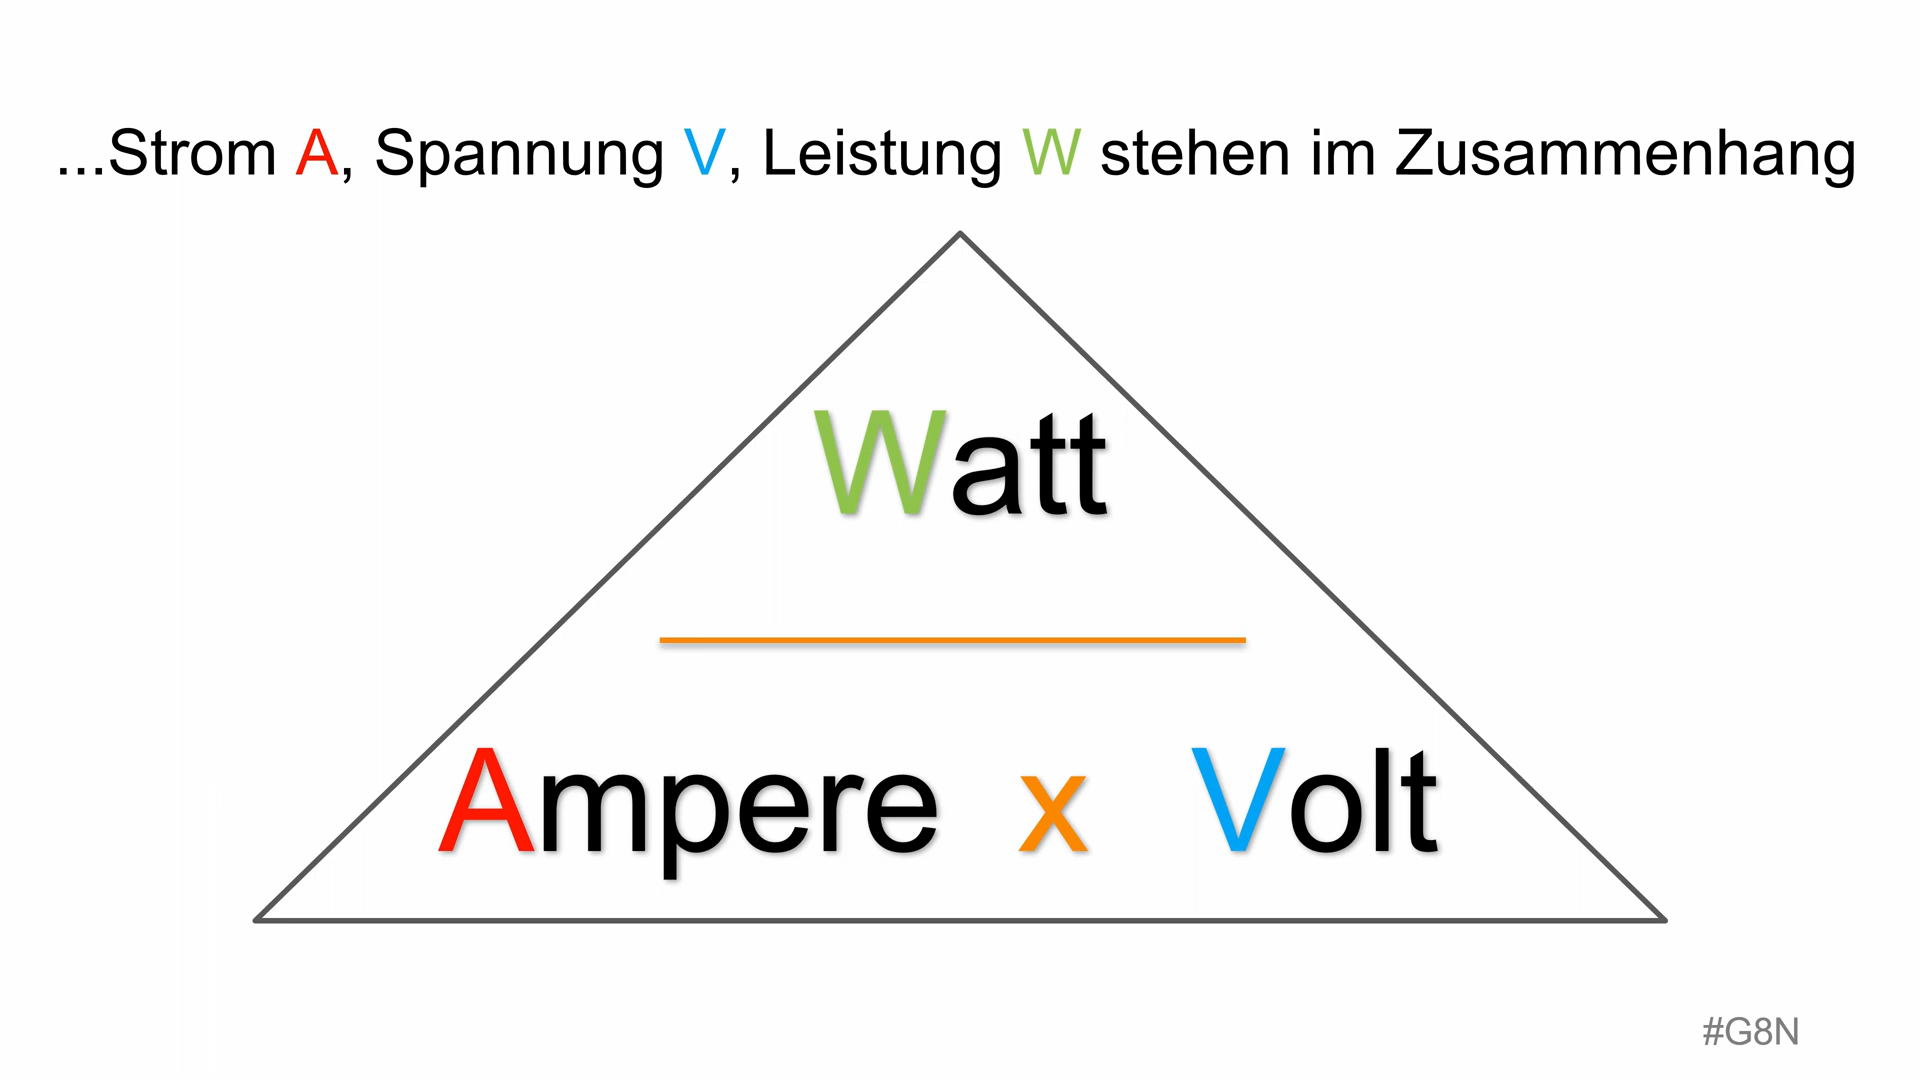 ...Strom A, Spannung V, Leistung W stehen im Zusammenhang
Watt
Ampere x Volt
#G8N